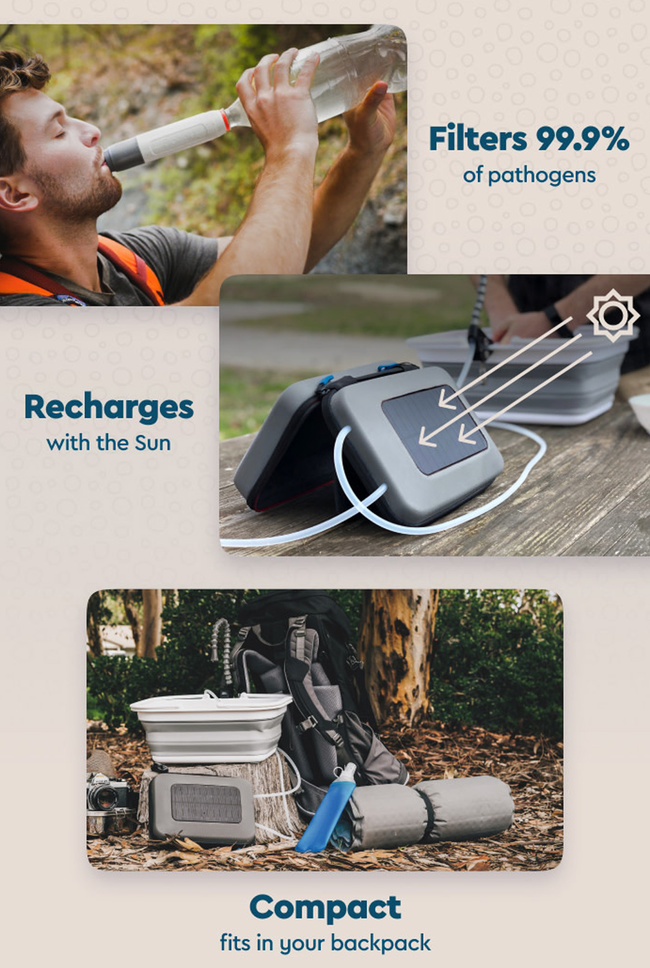 Filters 99.9%
of pathogens
Recharges
with the Sun
Compact
fits in your backpack